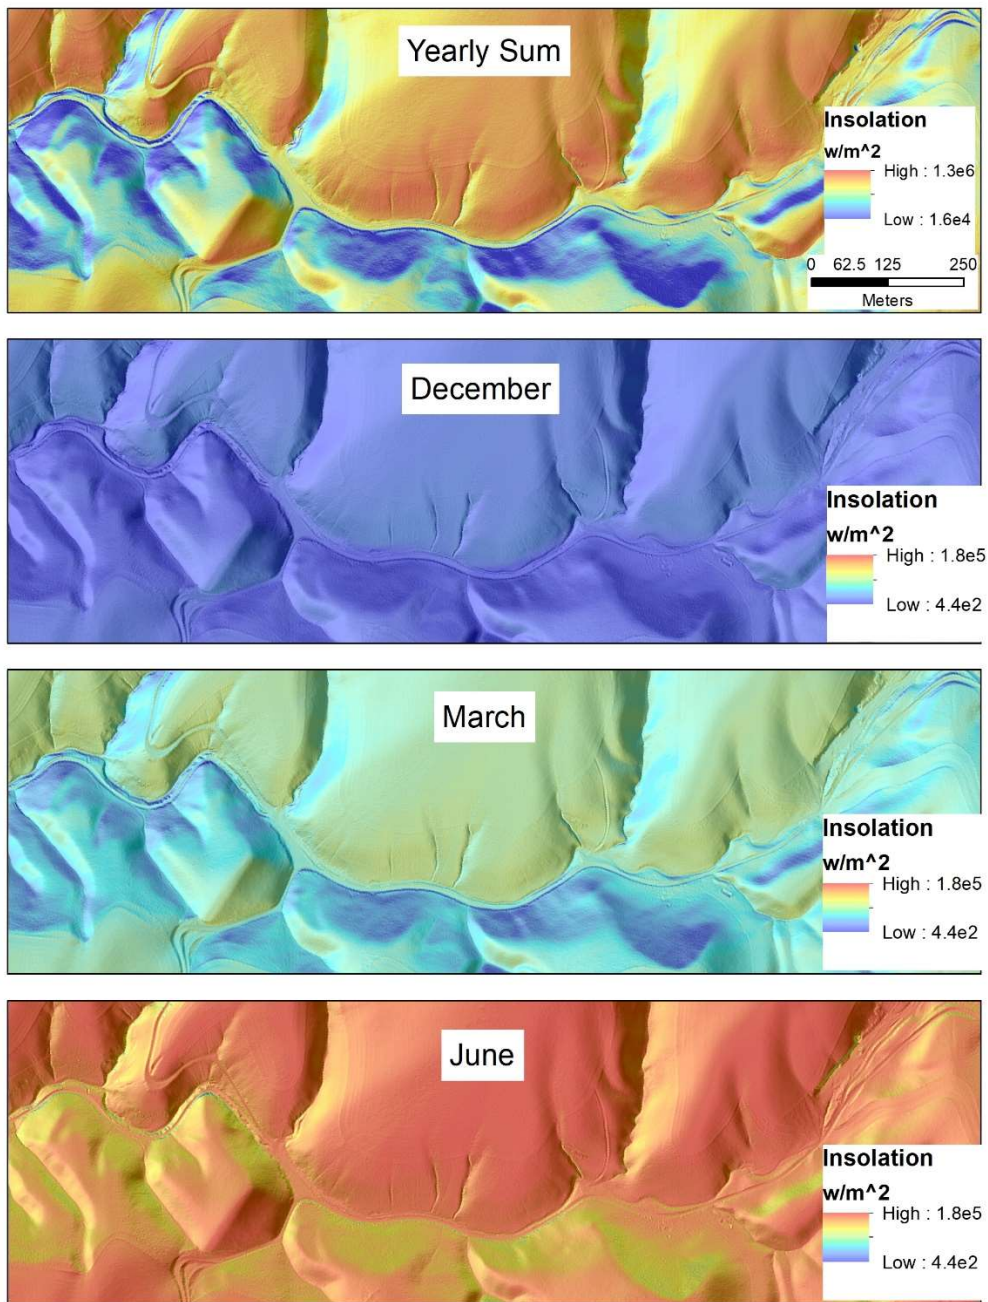 Yearly Sum
Insolation
w/m^2
High : 1.3e6
Low : 1.6e4
0 62.5 125 250
Meters
December
Insolation
w/m^2
High : 1.8e5
Low : 4.4e2
March
Insolation
w/m^2
High : 1.8e5
Low : 4.4e2
June
Insolation
w/m^2
High : 1.8e5
Low : 4.4e2